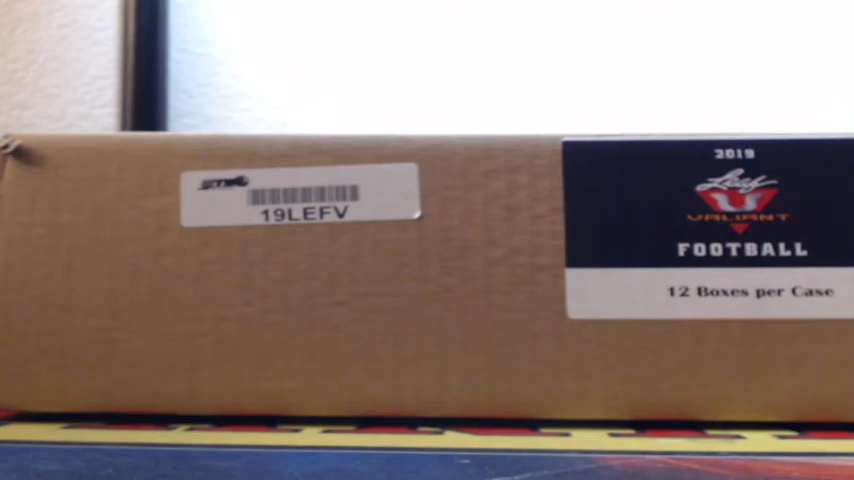 19LEFV
2019
Leaf
VALIANT
FOOTBALL
12 Boxes per Case